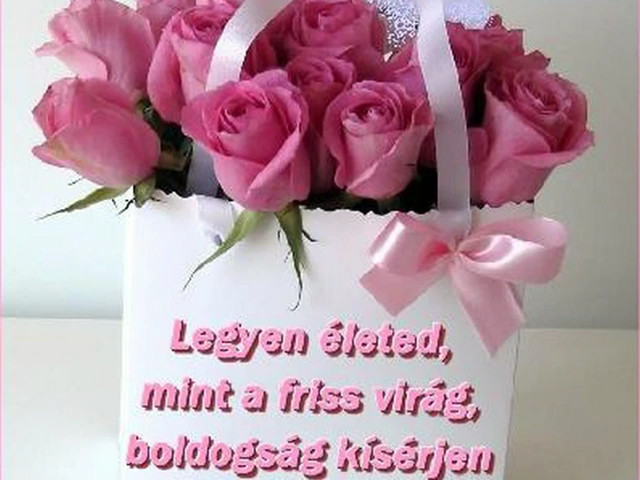 Legyen életed,
mint a friss virág,
boldogság kísérjen